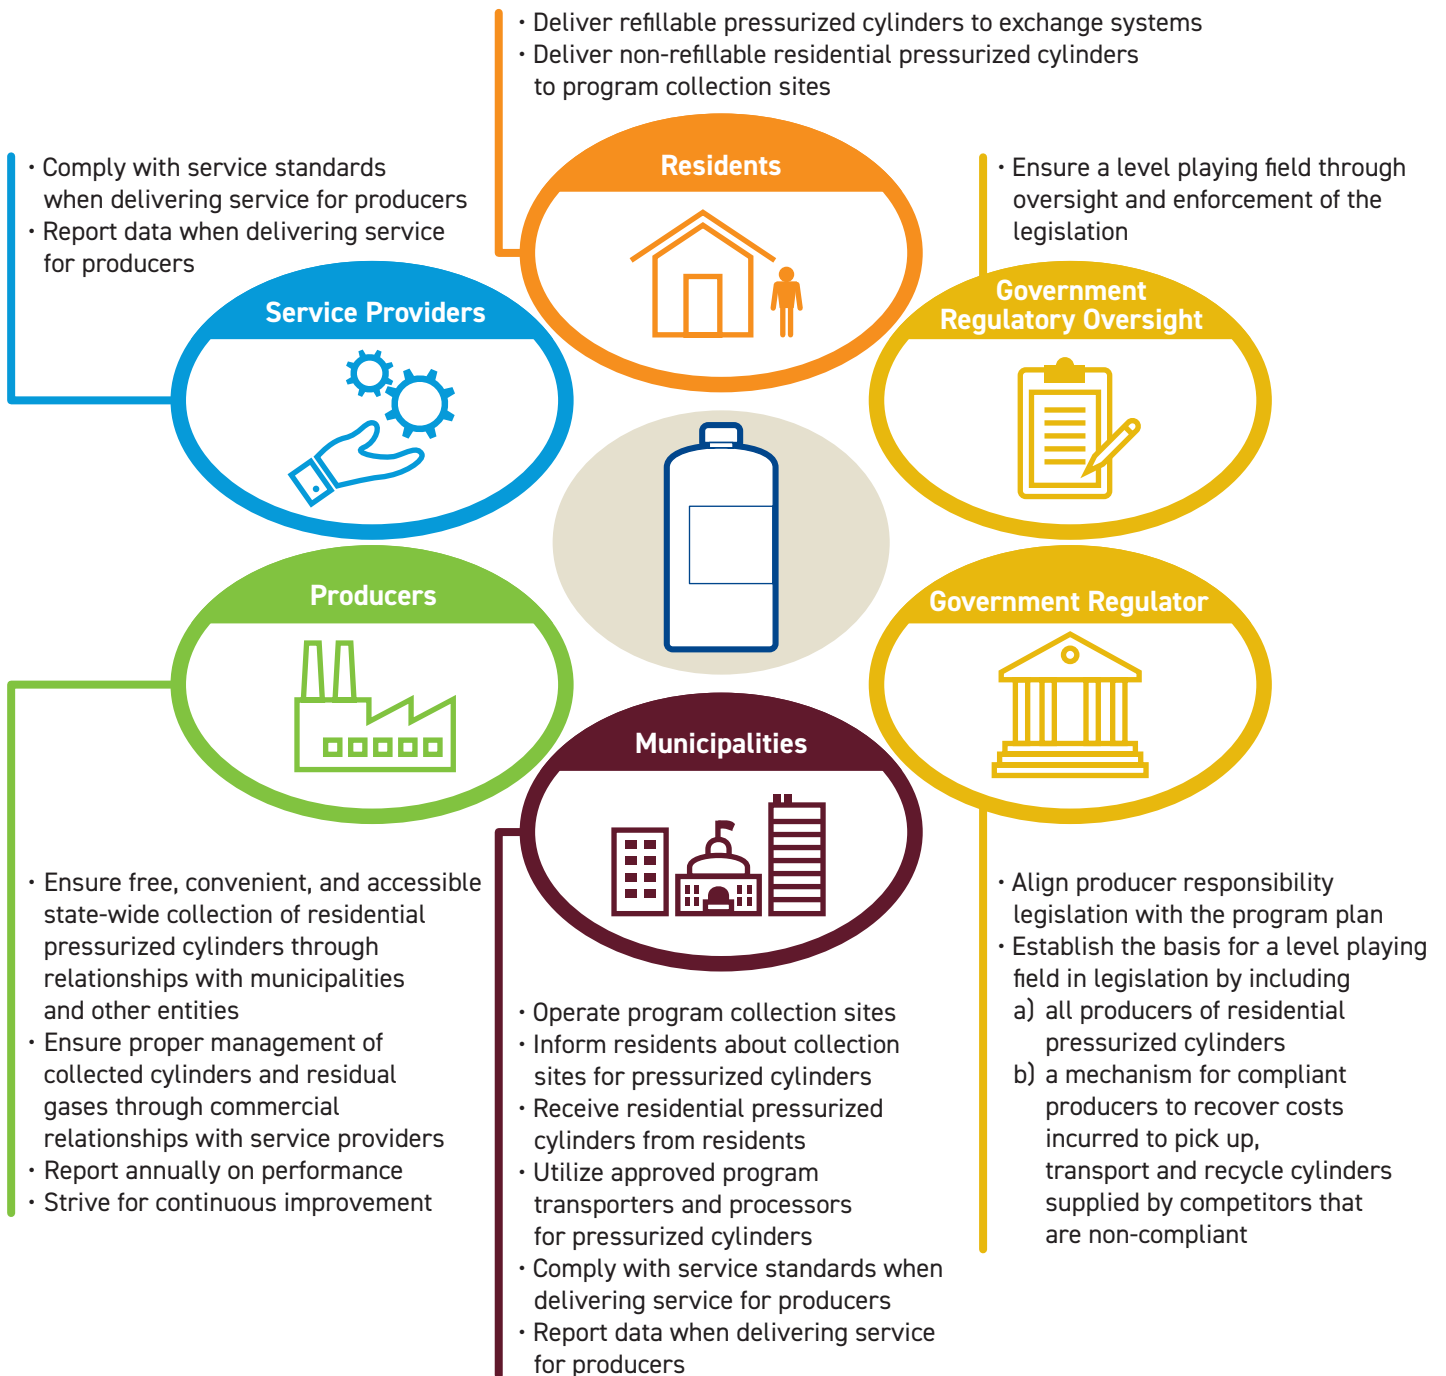 · Deliver refillable pressurized cylinders to exchange systems
· Deliver non-refillable residential pressurized cylinders
to program collection sites
Residents
· Comply with service standards
when delivering service for producers
· Report data when delivering service
for producers
Service Providers
· Ensure a level playing field through
oversight and enforcement of the
legislation
Government
Regulatory Oversight
Producers
· Ensure free, convenient, and accessible
state-wide collection of residential
pressurized cylinders through
relationships with municipalities
and other entities
· Ensure proper management of
collected cylinders and residual
gases through commercial
relationships with service providers
· Report annually on performance
· Strive for continuous improvement
Municipalities
· Operate program collection sites
· Inform residents about collection
sites for pressurized cylinders
· Receive residential pressurized
cylinders from residents
· Utilize approved program
transporters and processors
for pressurized cylinders
· Comply with service standards when
delivering service for producers
· Report data when delivering service
for producers
Government Regulator
· Align producer responsibility
legislation with the program plan
· Establish the basis for a level playing
field in legislation by including
a) all producers of residential
pressurized cylinders
b) a mechanism for compliant
producers to recover costs
incurred to pick up,
transport and recycle cylinders
supplied by competitors that
are non-compliant